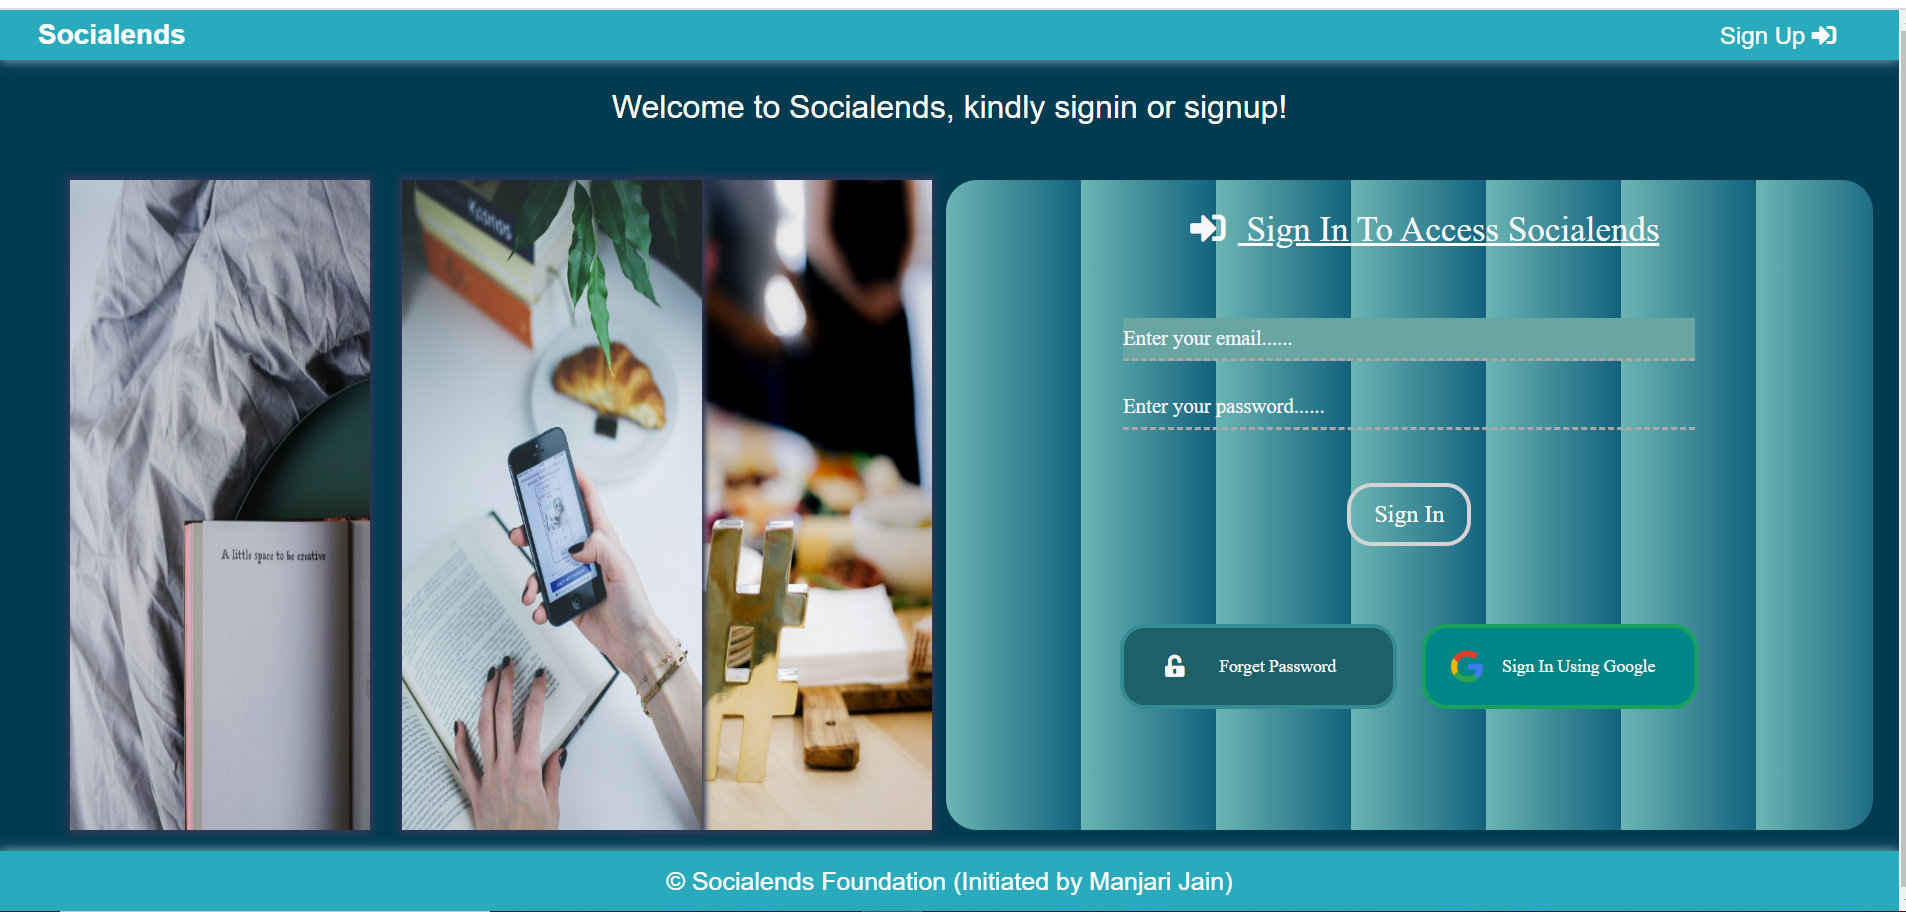 Socialends
Sign Up
Welcome to Socialends, kindly signin or signup!
Kosmos
A little space to be creative
Sign In To Access Socialends
Enter your email......
Enter your password......
Sign In
Forget Password
Sign In Using Google
© Socialends Foundation (Initiated by Manjari Jain)